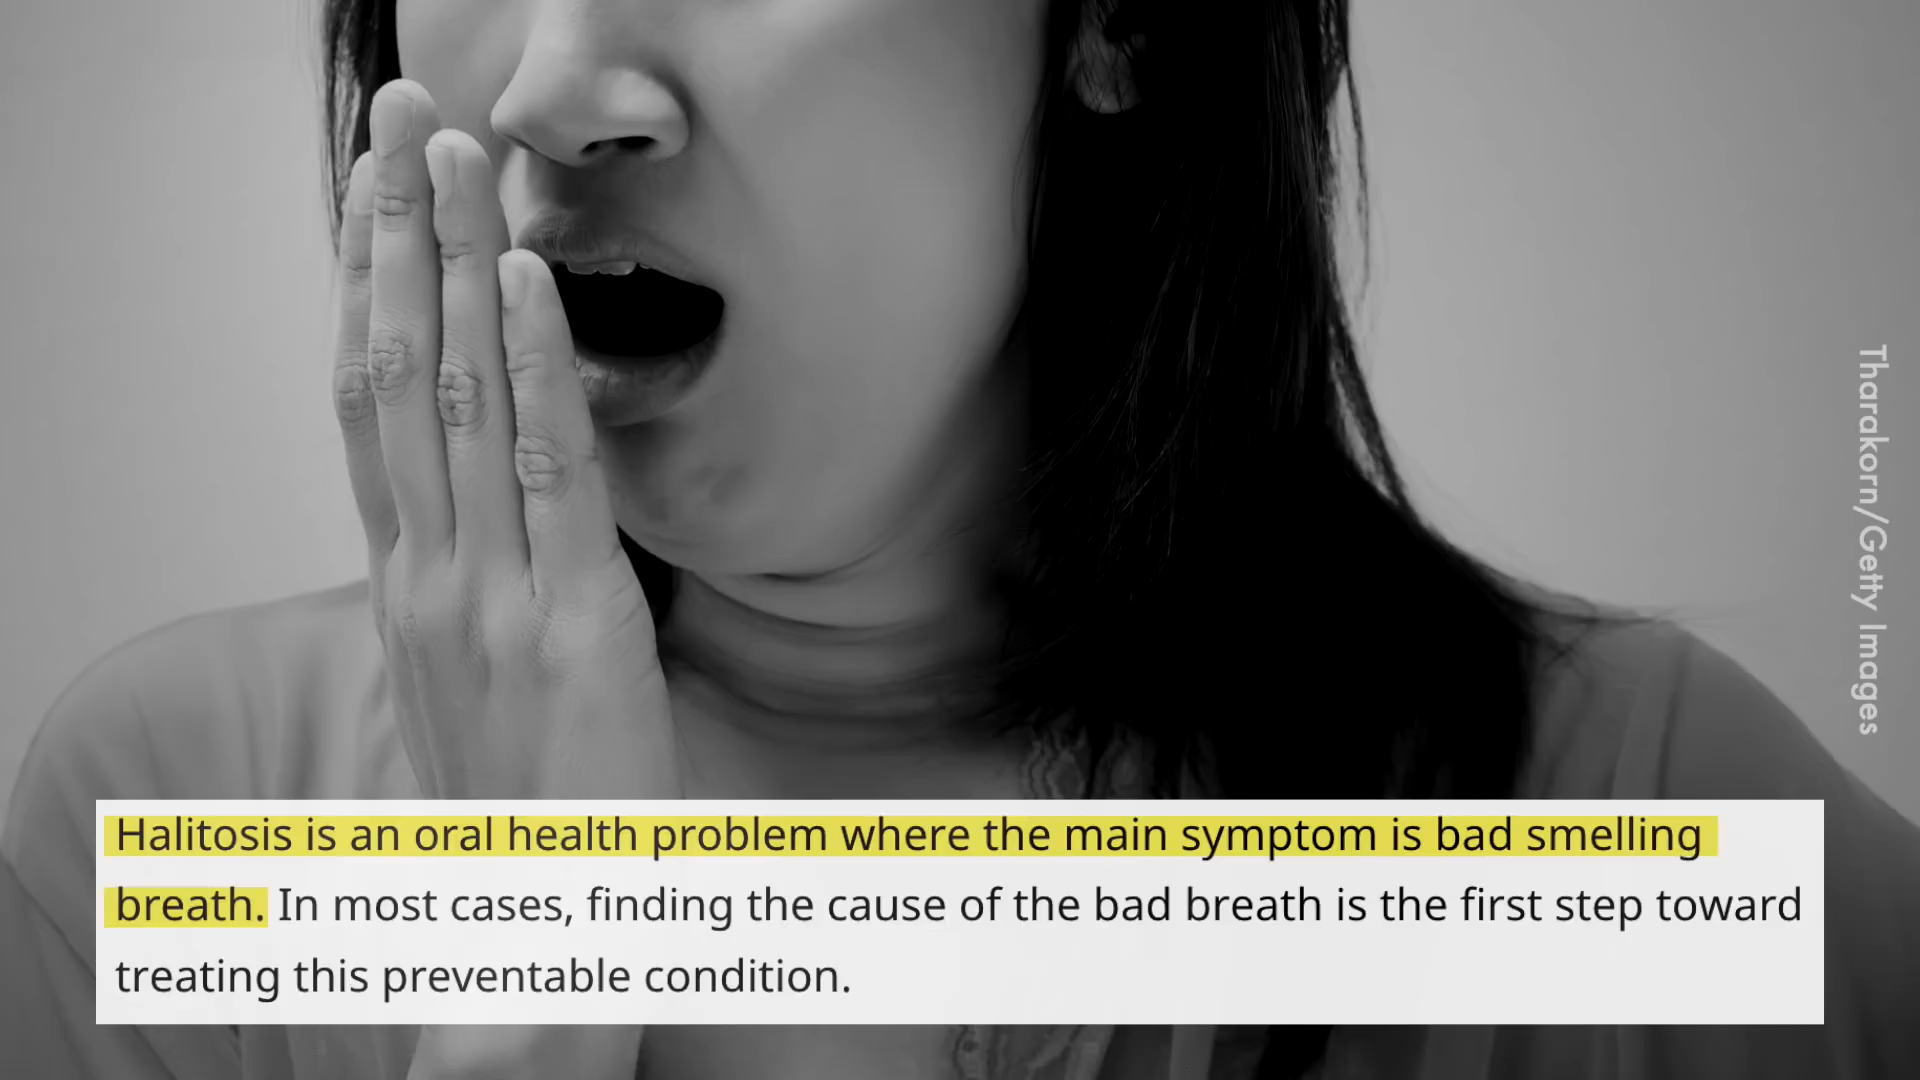 Halitosis is an oral health problem where the main symptom is bad smelling
breath. In most cases, finding the cause of the bad breath is the first step toward
treating this preventable condition.
Tharakorn/Getty Images